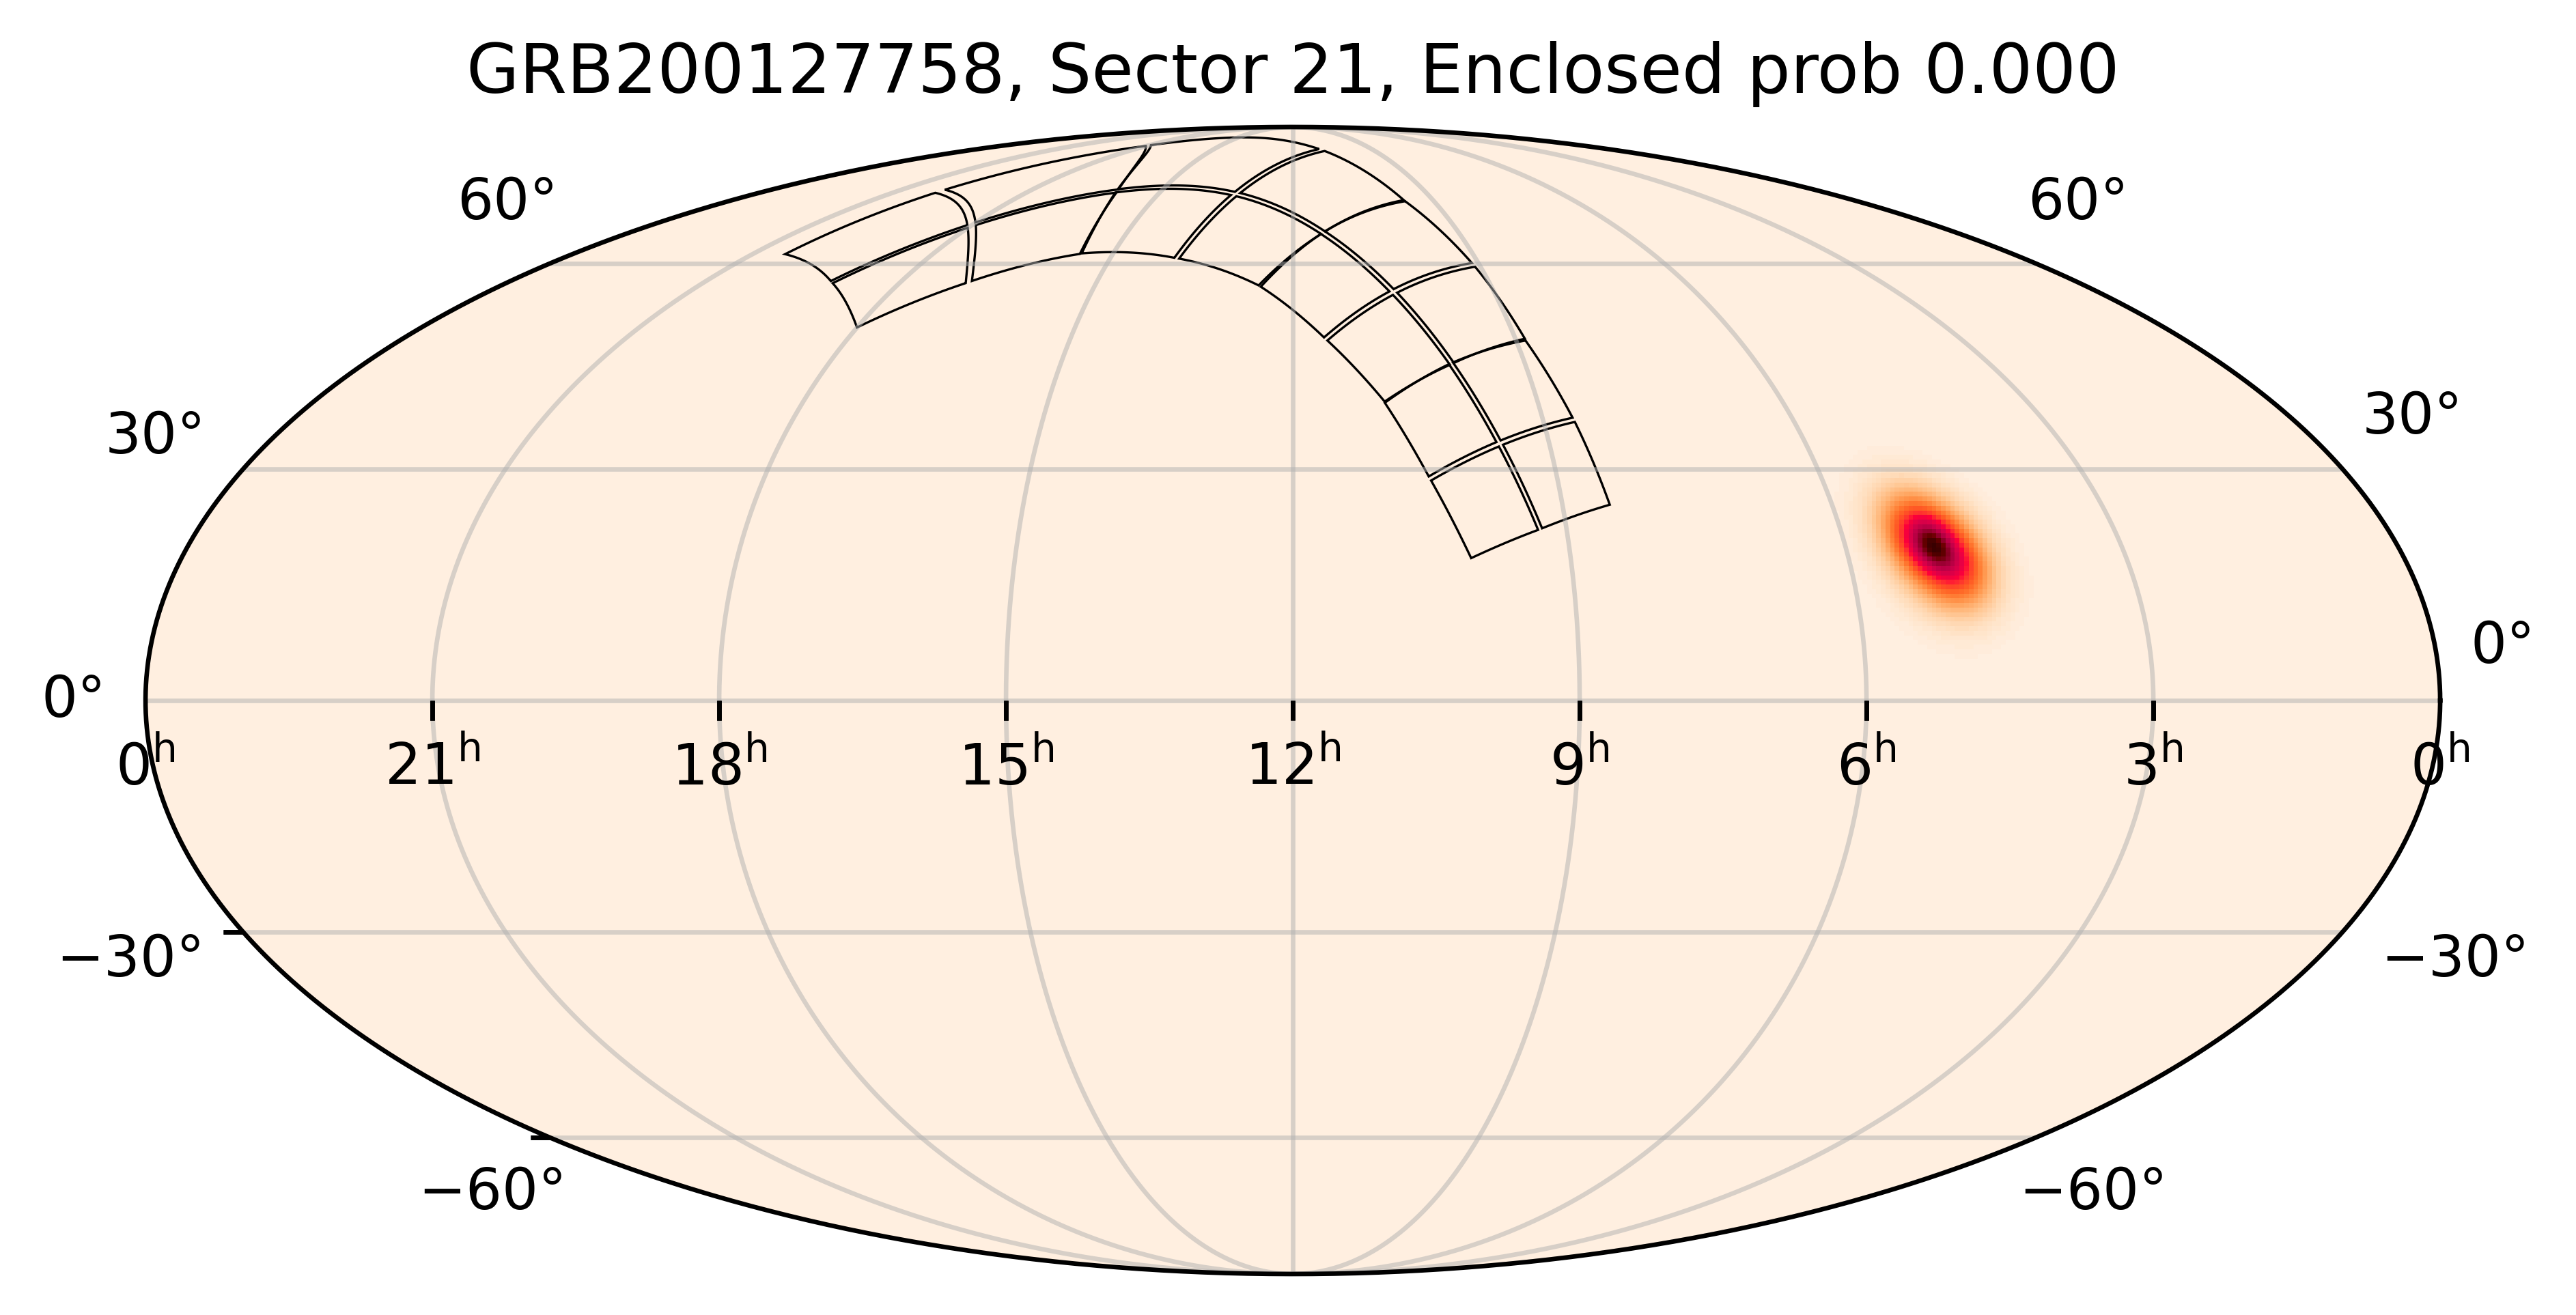 GRB200127758, Sector 21, Enclosed prob 0.000
60° 60°
30° 30°
0° 0°
0ʰ 21ʰ 18ʰ 15ʰ 12ʰ 9ʰ 6ʰ 3ʰ 0ʰ
−30° −30°
−60° −60°